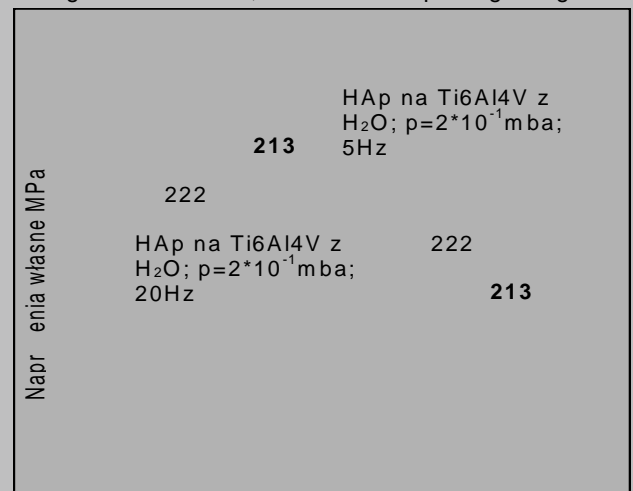 HAp na Ti6Al4V z
H₂O; p=2*10⁻¹mba;
5Hz
213
222
HAp na Ti6Al4V z
H₂O; p=2*10⁻¹mba;
20Hz
222
213
Napr enia własne MPa